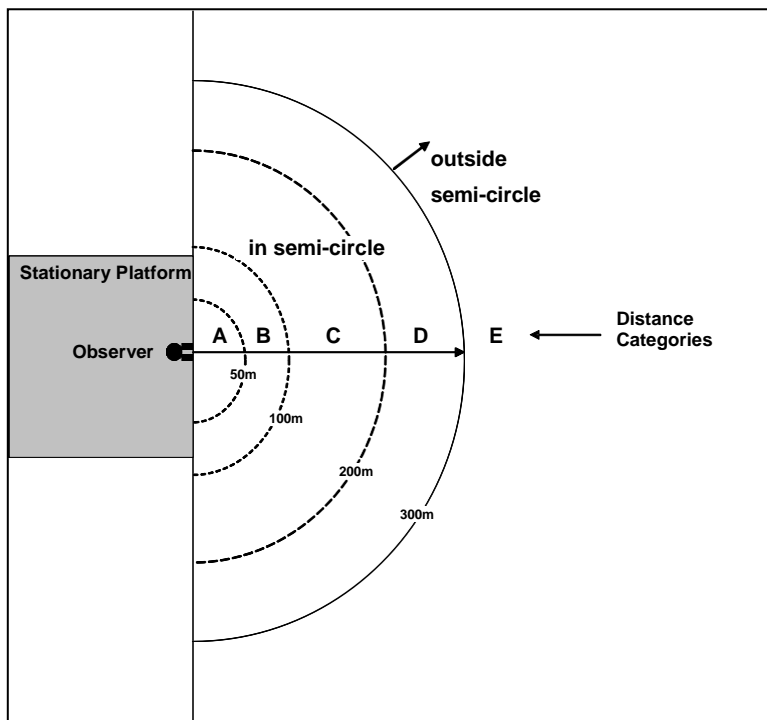 outside
semi-circle
in semi-circle
Stationary Platform
A B C D E
Distance
Categories
Observer
50m
100m
200m
300m